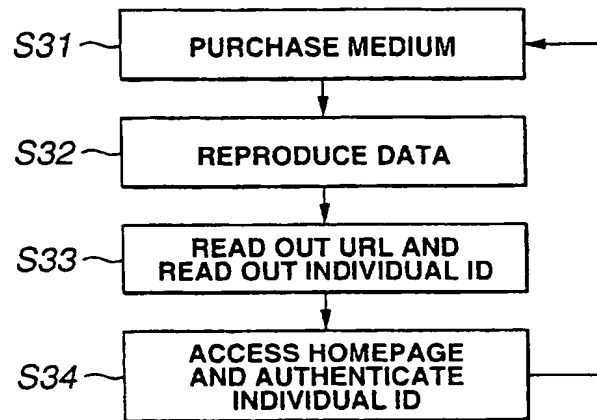 S31
PURCHASE MEDIUM
S32
REPRODUCE DATA
S33
READ OUT URL AND
READ OUT INDIVIDUAL ID
S34
ACCESS HOMEPAGE
AND AUTHENTICATE
INDIVIDUAL ID